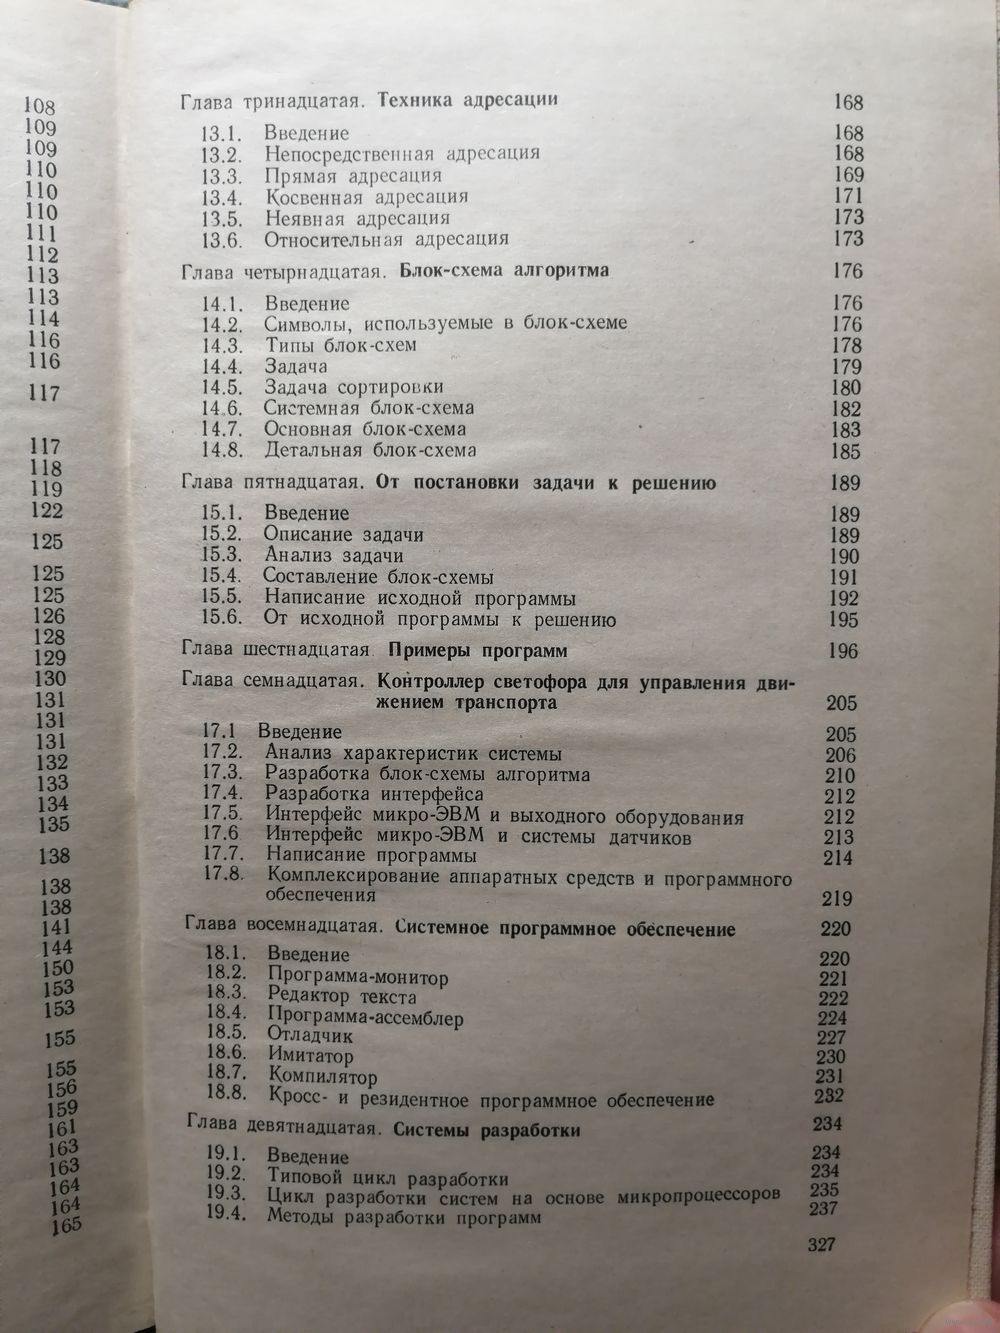 108
109
109
110
110
110
111
112
113
113
114
116
116
117
117
118
119
122
125
125
125
126
128
129
130
131
131
131
132
133
134
135
138
138
138
141
144
150
153
153
155
155
156
159
161
163
163
164
164
165
Глава тринадцатая. Техника адресации 168
13.1. Введение 168
13.2. Непосредственная адресация 168
13.3. Прямая адресация 169
13.4. Косвенная адресация 171
13.5. Неявная адресация 173
13.6. Относительная адресация 173
Глава четырнадцатая. Блок-схема алгоритма 176
14.1. Введение 176
14.2. Символы, используемые в блок-схеме 176
14.3. Типы блок-схем 178
14.4. Задача 179
14.5. Задача сортировки 180
14.6. Системная блок-схема 182
14.7. Основная блок-схема 183
14.8. Детальная блок-схема 185
Глава пятнадцатая. От постановки задачи к решению 189
15.1. Введение 189
15.2. Описание задачи 189
15.3. Анализ задачи 190
15.4. Составление блок-схемы 191
15.5. Написание исходной программы 192
15.6. От исходной программы к решению 195
Глава шестнадцатая. Примеры программ 196
Глава семнадцатая. Контроллер светофора для управления дви-
жением транспорта 205
17.1 Введение 205
17.2. Анализ характеристик системы 206
17.3. Разработка блок-схемы алгоритма 210
17.4. Разработка интерфейса 212
17.5. Интерфейс микро-ЭВМ и выходного оборудования 212
17.6 Интерфейс микро-ЭВМ и системы датчиков 213
17.7. Написание программы 214
17.8. Комплексирование аппаратных средств и программного
обеспечения 219
Глава восемнадцатая. Системное программное обеспечение 220
18.1. Введение 220
18.2. Программа-монитор 221
18.3. Редактор текста 222
18.4. Программа-ассемблер 224
18.5. Отладчик 227
18.6. Имитатор 230
18.7. Компилятор 231
18.8. Кросс- и резидентное программное обеспечение 232
Глава девятнадцатая. Системы разработки 234
19.1. Введение 234
19.2. Типовой цикл разработки 234
19.3. Цикл разработки систем на основе микропроцессоров 235
19.4. Методы разработки программ 237
327